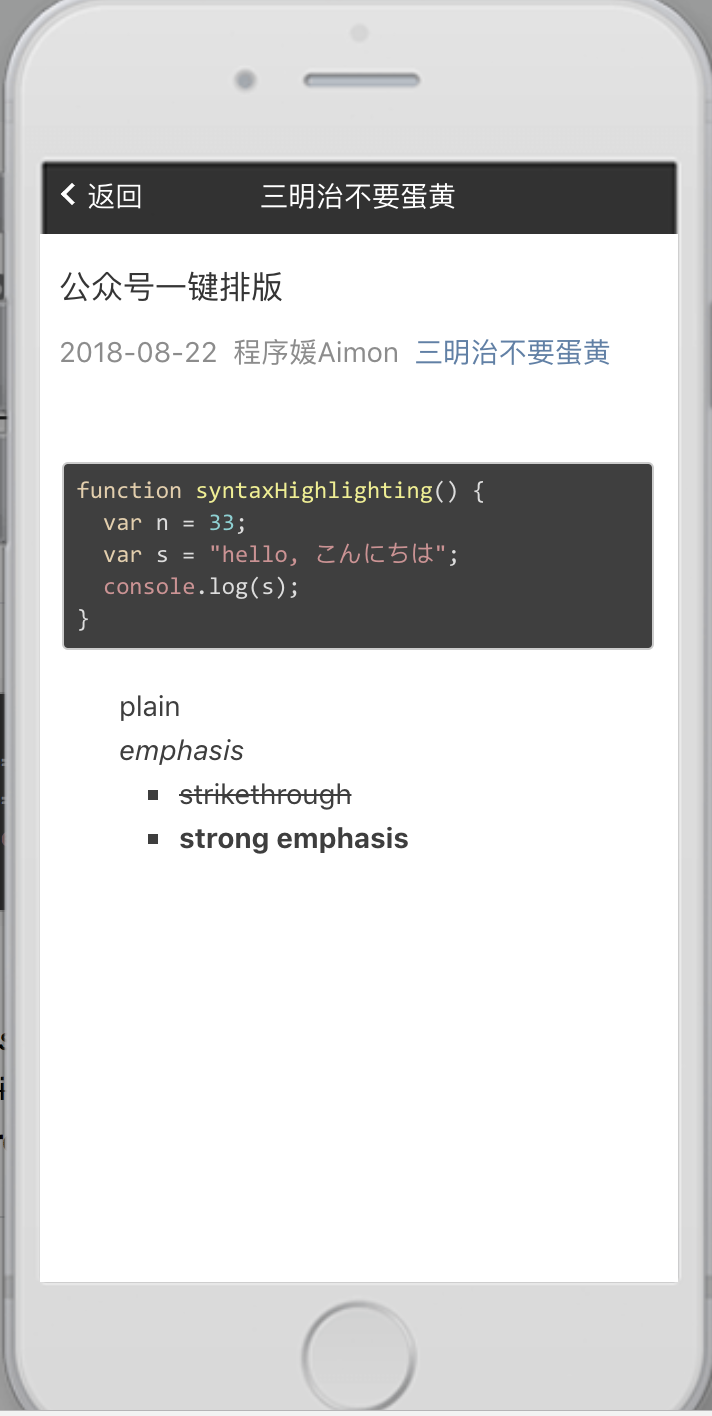 返回 三明治不要蛋黄
公众号一键排版
2018-08-22 程序媛Aimon 三明治不要蛋黄
function syntaxHighlighting() {
  var n = 33;
  var s = "hello, こんにちは";
  console.log(s);
}
plain
emphasis
strikethrough
strong emphasis